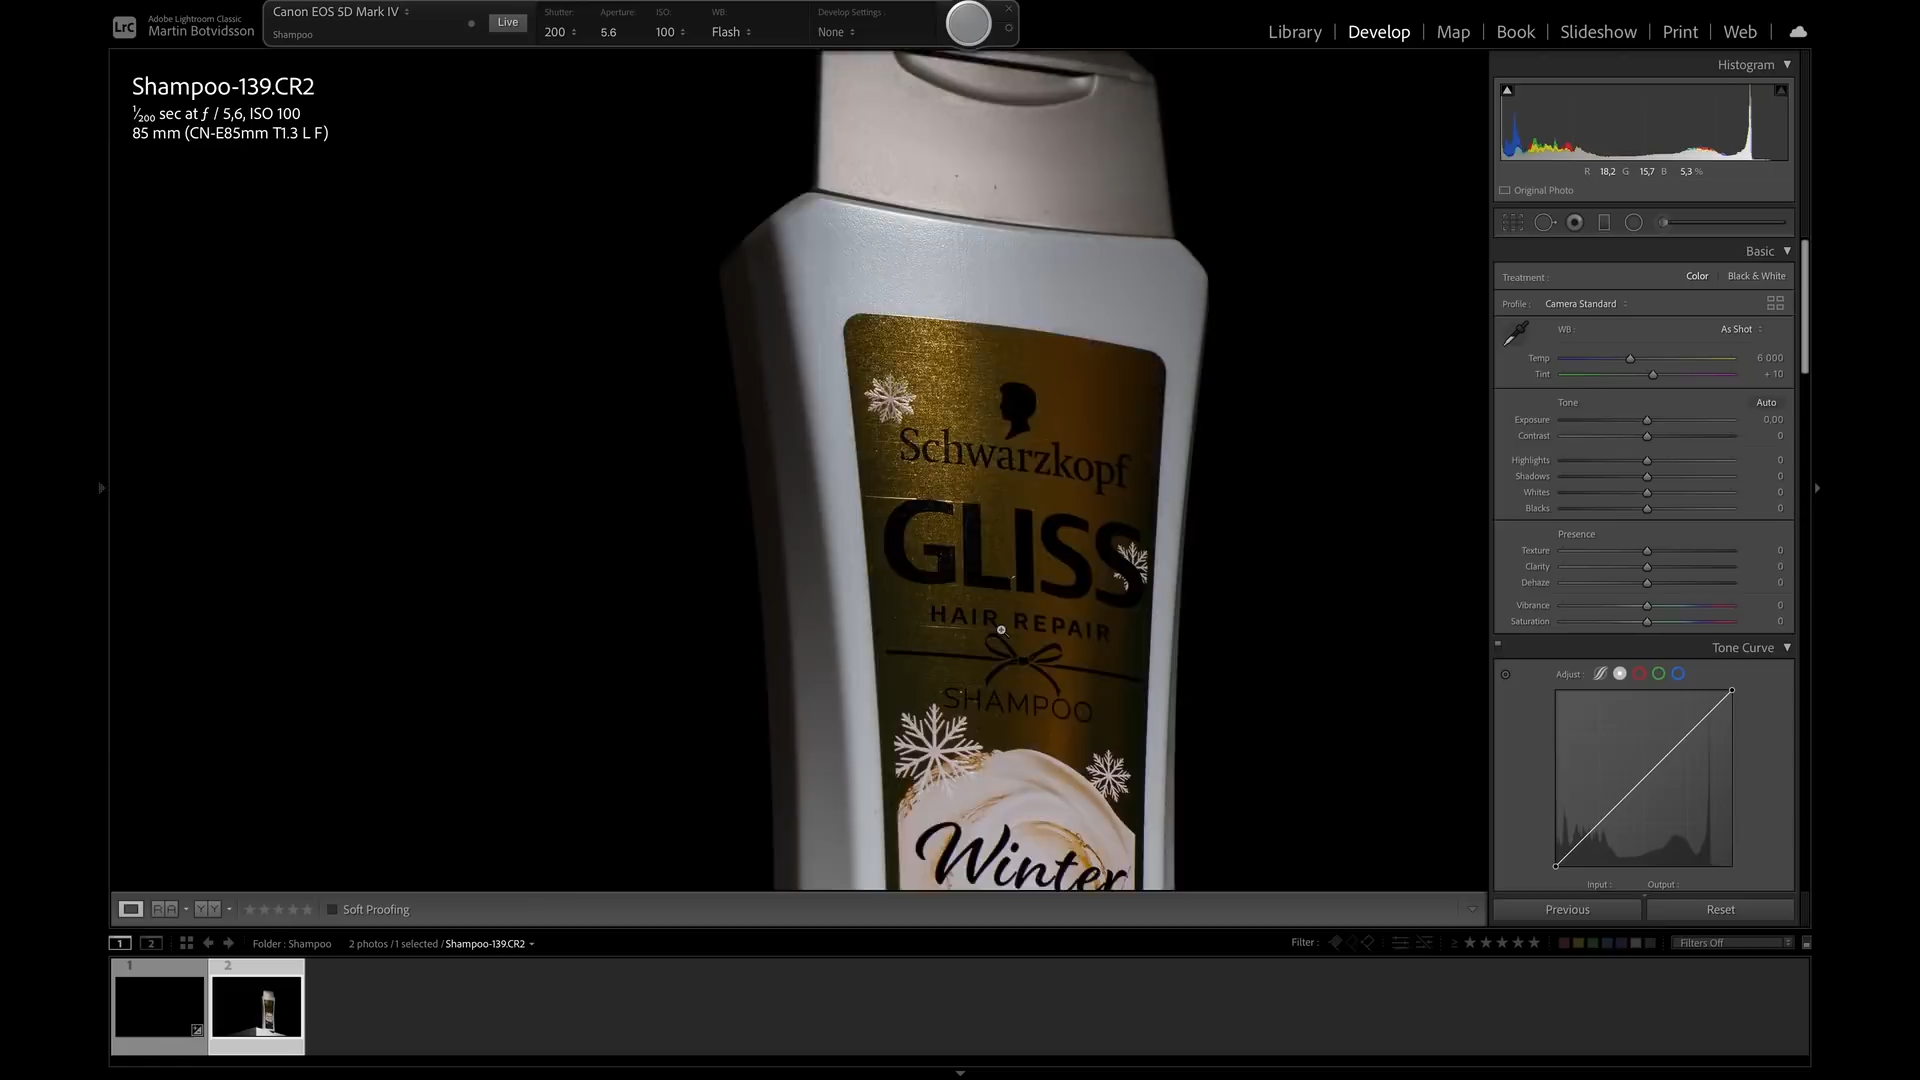 LrC
Adobe Lightroom Classic
Martin Botvidsson
Canon EOS 5D Mark IV
Shampoo
Live
Shutter: Aperture: ISO: WB: Develop Settings:
200 5.6 100 Flash None
Library | Develop | Map | Book | Slideshow | Print | Web
Shampoo-139.CR2
1/200 sec at ƒ / 5,6, ISO 100
85 mm (CN-E85mm T1.3 L F)
Schwarzkopf
GLISS
HAIR REPAIR
SHAMPOO
Winter
Histogram
R 18,2 G 15,7 B 5,3 %
Original Photo
Basic
Treatment: Color | Black & White
Profile: Camera Standard
WB: As Shot
Temp 6 000
Tint + 10
Tone Auto
Exposure 0,00
Contrast 0
Highlights 0
Shadows 0
Whites 0
Blacks 0
Presence
Texture 0
Clarity 0
Dehaze 0
Vibrance 0
Saturation 0
Tone Curve
Adjust:
Input: Output:
Previous Reset
R A Y Y Soft Proofing
1 2 Folder: Shampoo 2 photos / 1 selected / Shampoo-139.CR2 Filter: ≥ Filters Off
1 2